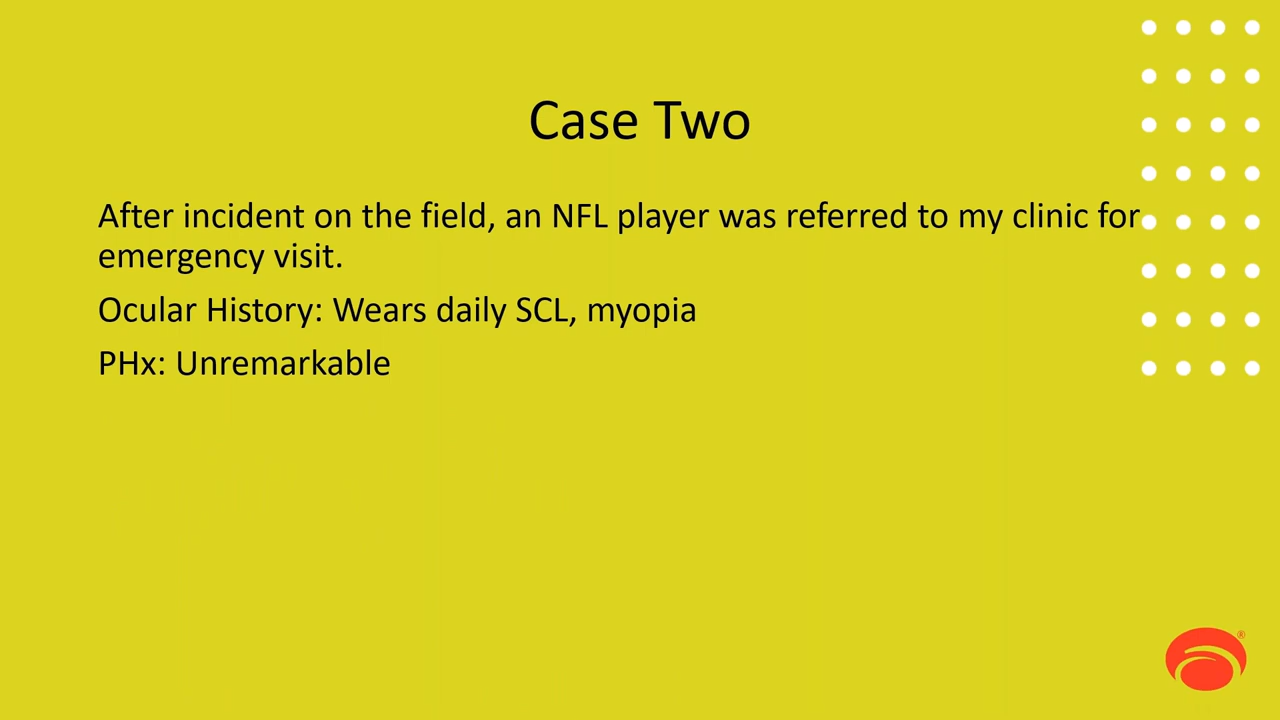 Case Two
After incident on the field, an NFL player was referred to my clinic for
emergency visit.
Ocular History: Wears daily SCL, myopia
PHx: Unremarkable
®